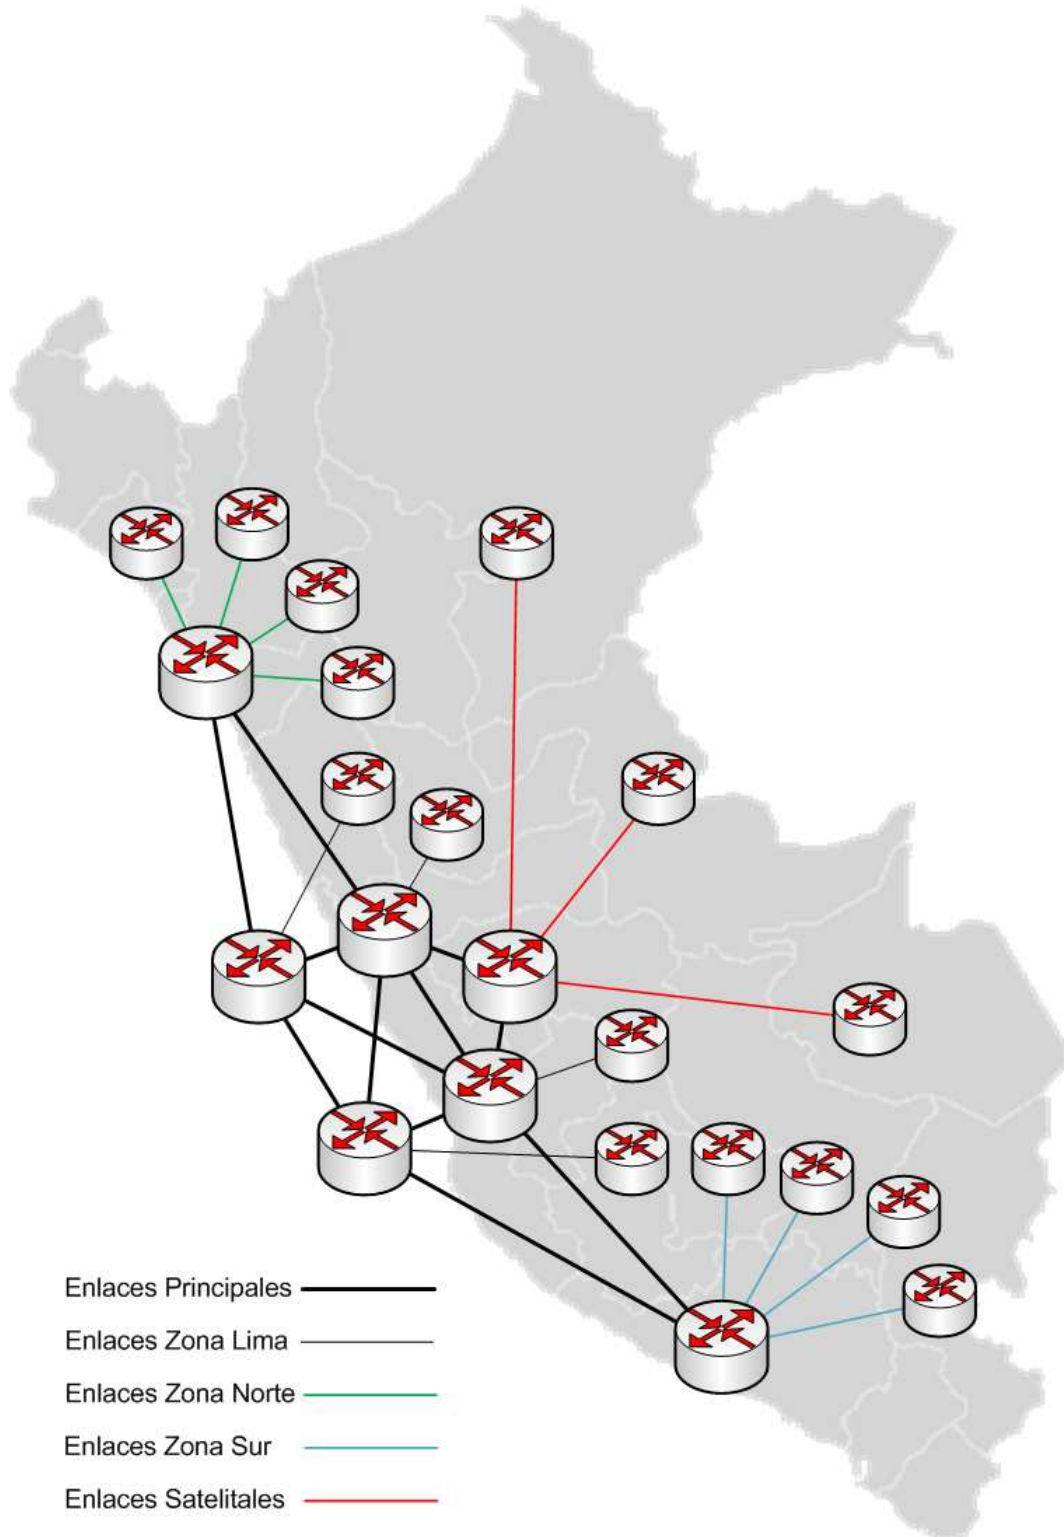 Enlaces Principales
Enlaces Zona Lima
Enlaces Zona Norte
Enlaces Zona Sur
Enlaces Satelitales